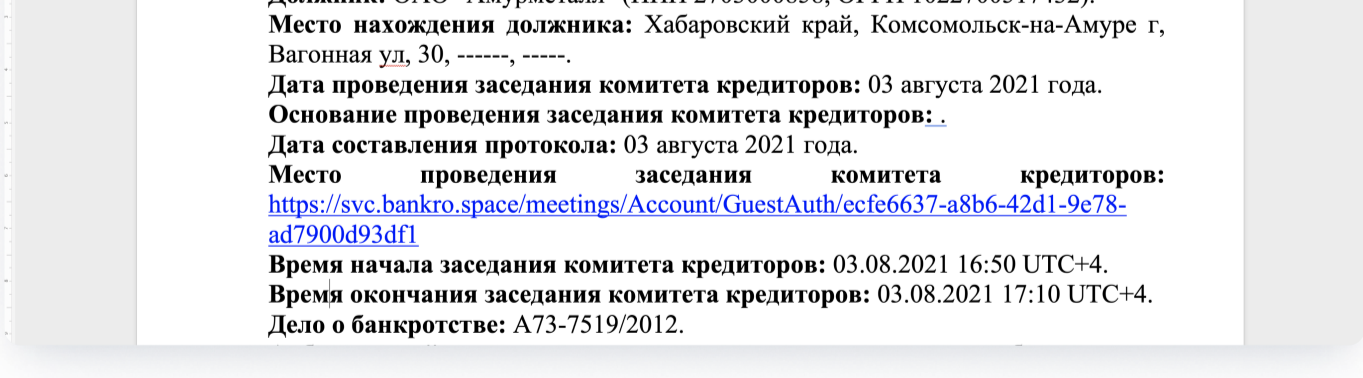 Место нахождения должника: Хабаровский край, Комсомольск-на-Амуре г,
Вагонная ул, 30, ------, -----.
Дата проведения заседания комитета кредиторов: 03 августа 2021 года.
Основание проведения заседания комитета кредиторов: .
Дата составления протокола: 03 августа 2021 года.
Место проведения заседания комитета кредиторов:
https://svc.bankro.space/meetings/Account/GuestAuth/ecfe6637-a8b6-42d1-9e78-
ad7900d93df1
Время начала заседания комитета кредиторов: 03.08.2021 16:50 UTC+4.
Время окончания заседания комитета кредиторов: 03.08.2021 17:10 UTC+4.
Дело о банкротстве: А73-7519/2012.